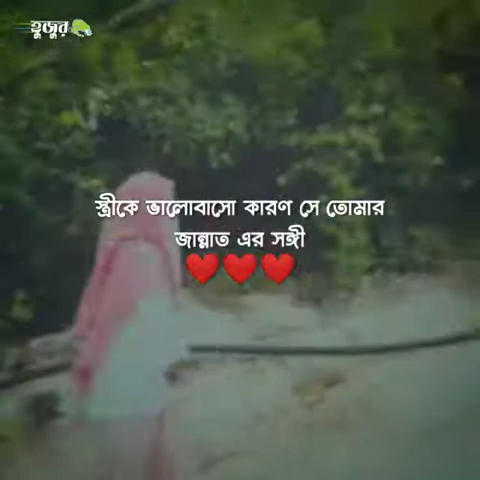 হুজুর
স্ত্রীকে ভালোবাসো কারণ সে তোমার
জান্নাত এর সঙ্গী
❤️❤️❤️